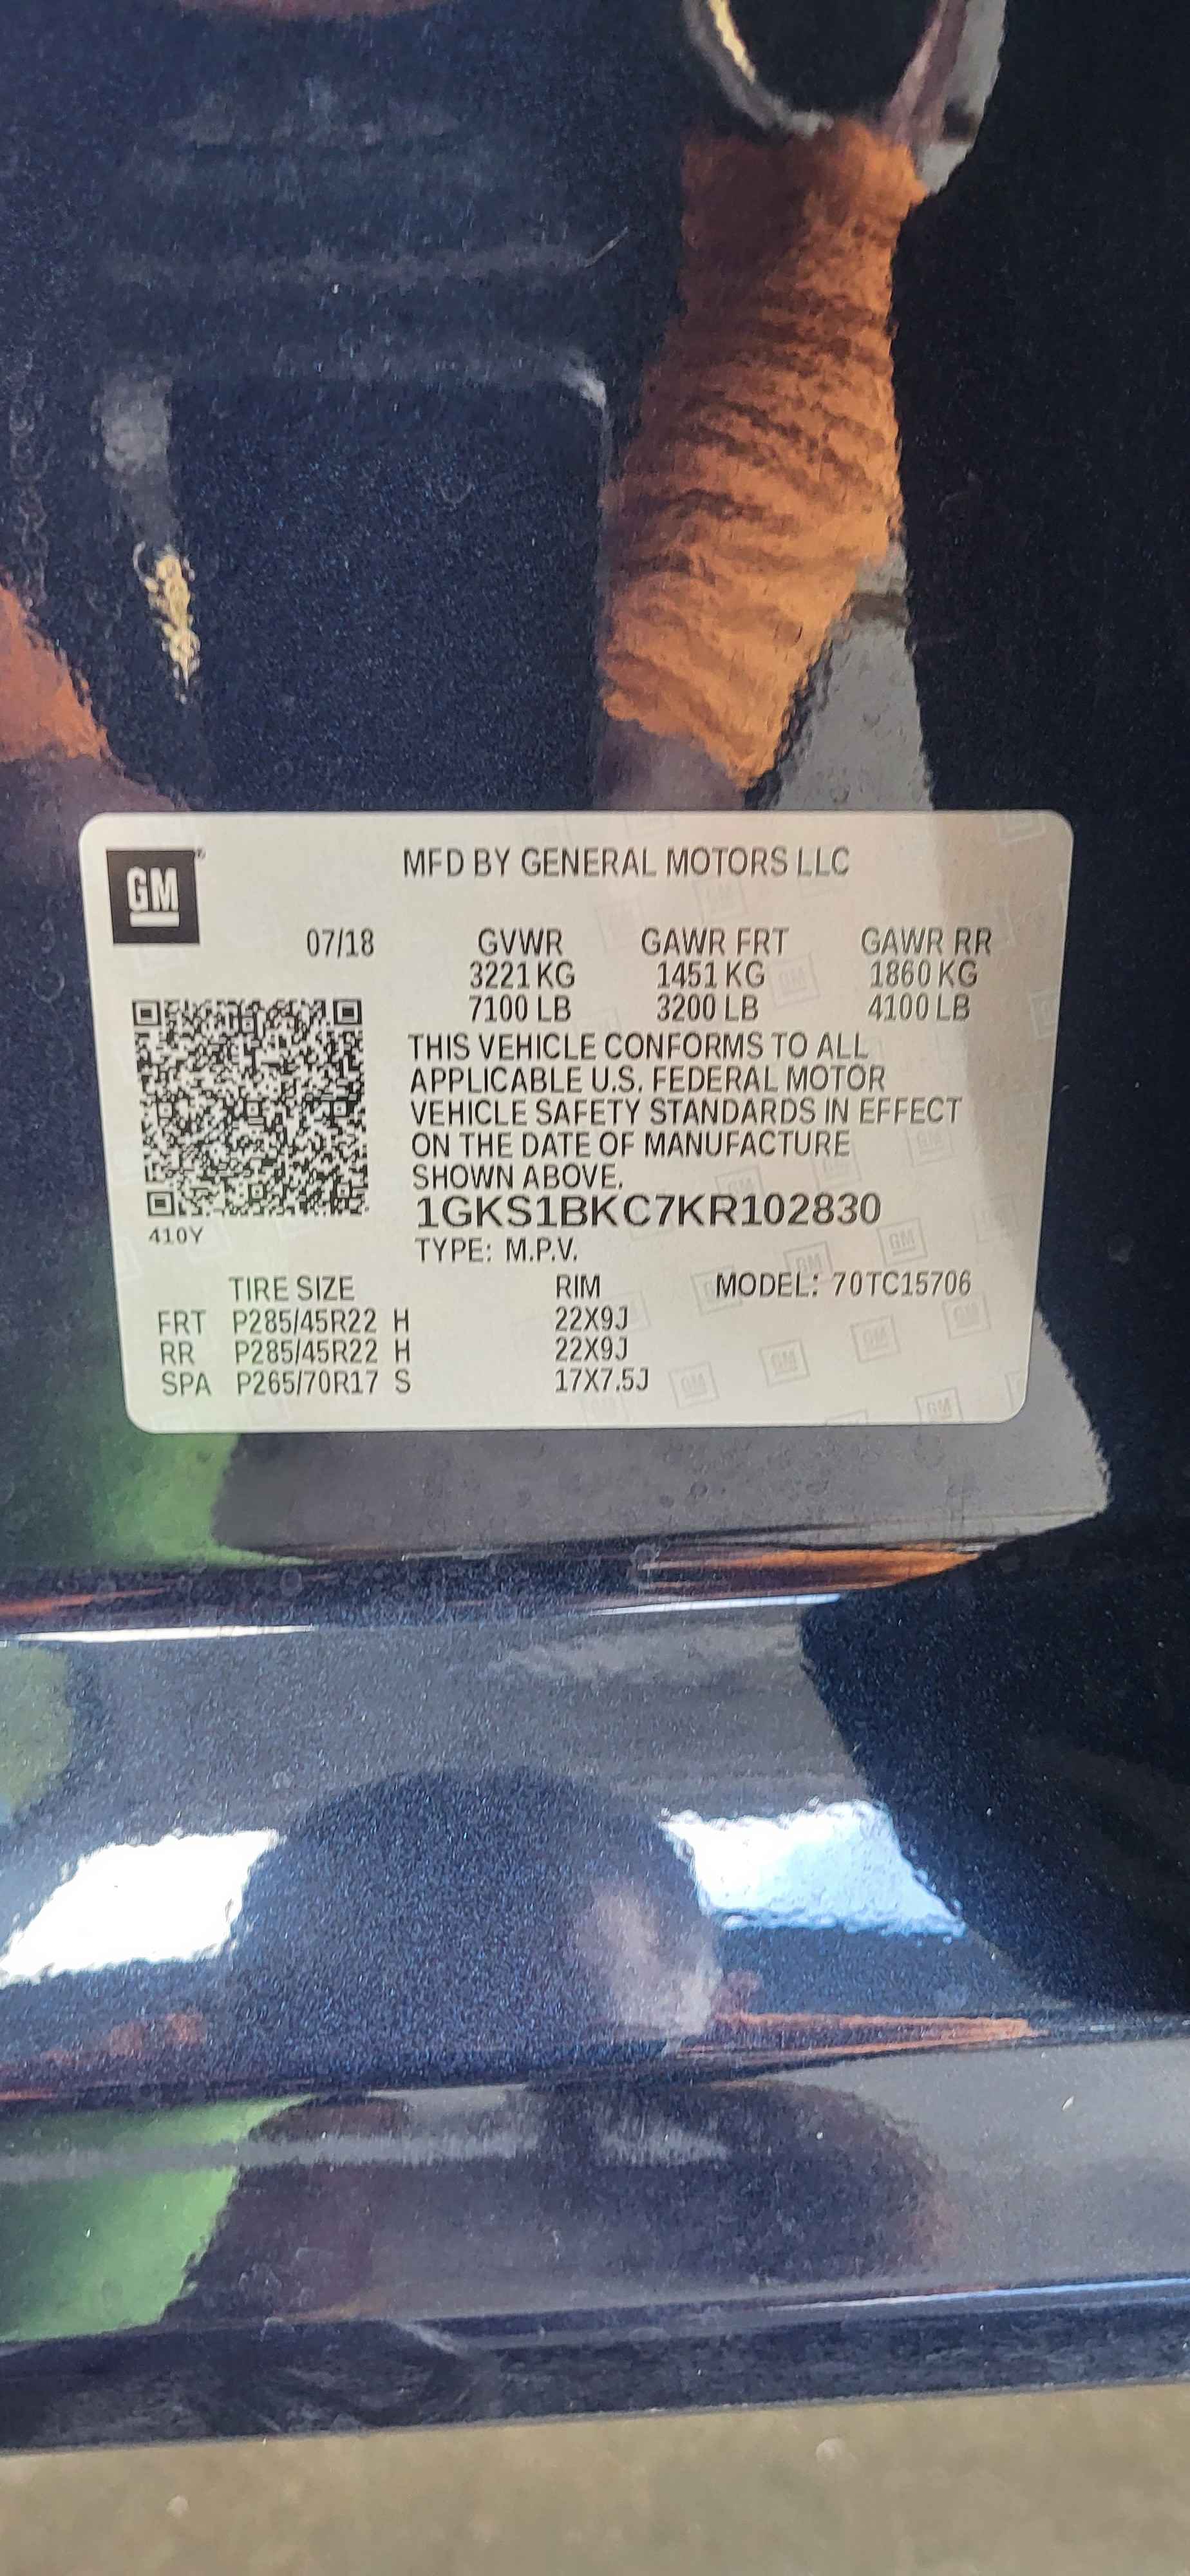 GM
MFD BY GENERAL MOTORS LLC
07/18 GVWR GAWR FRT GAWR RR
3221 KG 1451 KG 1860 KG
7100 LB 3200 LB 4100 LB
THIS VEHICLE CONFORMS TO ALL
APPLICABLE U.S. FEDERAL MOTOR
VEHICLE SAFETY STANDARDS IN EFFECT
ON THE DATE OF MANUFACTURE
SHOWN ABOVE.
1GKS1BKC7KR102830
410Y
TYPE: M.P.V.
TIRE SIZE RIM MODEL: 70TC15706
FRT P285/45R22 H 22X9J
RR P285/45R22 H 22X9J
SPA P265/70R17 S 17X7.5J